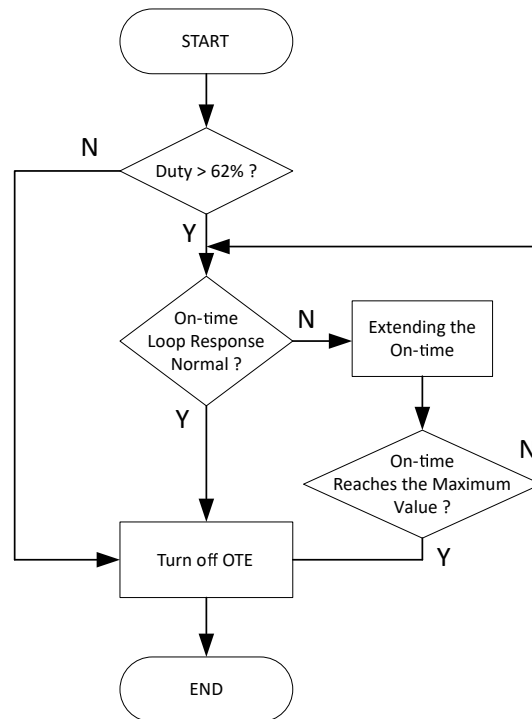 START
N
Duty > 62% ?
Y
On-time
Loop Response
Normal ?
N
Extending the
On-time
Y
On-time
Reaches the Maximum
Value ?
N
Turn off OTE
Y
END